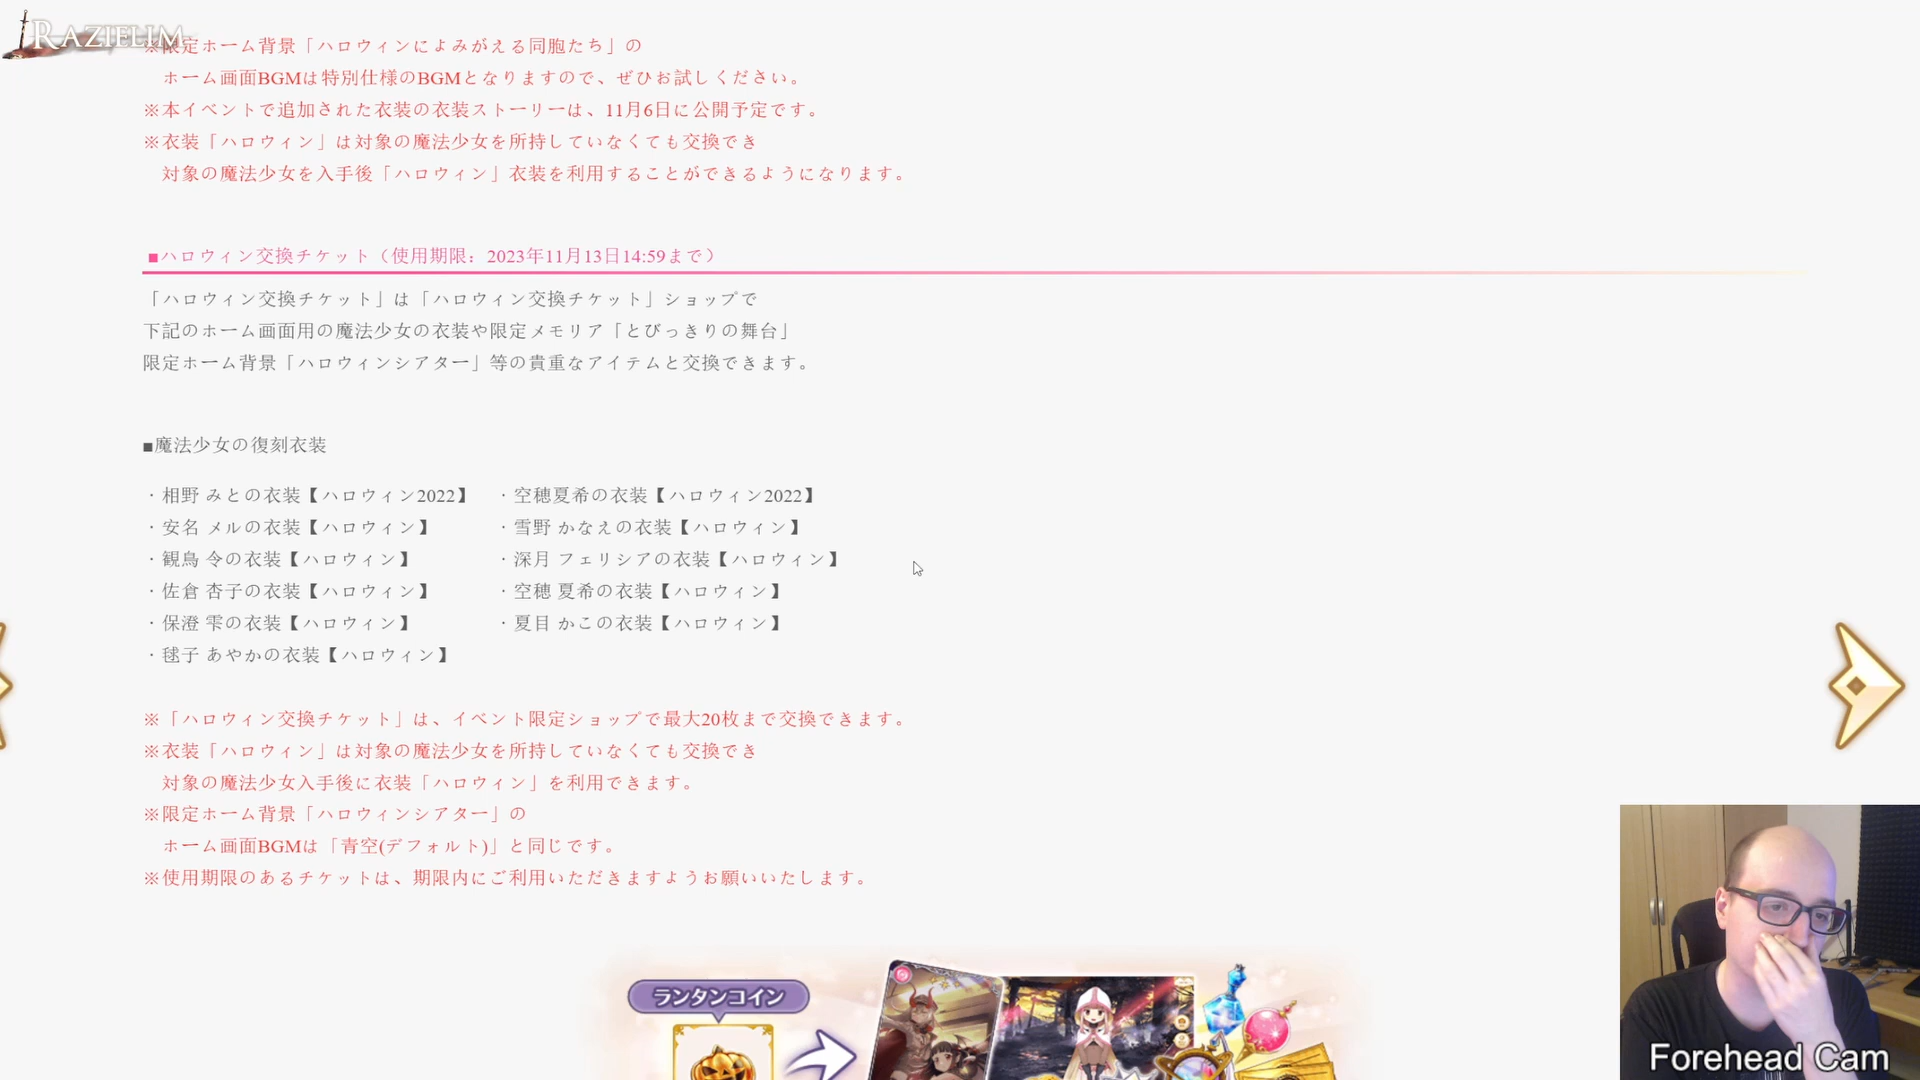 RAZIELIM
※限定ホーム背景「ハロウィンによみがえる同胞たち」の
ホーム画面BGMは特別仕様のBGMとなりますので、ぜひお試しください。
※本イベントで追加された衣装の衣装ストーリーは、11月6日に公開予定です。
※衣装「ハロウィン」は対象の魔法少女を所持していなくても交換でき
対象の魔法少女を入手後「ハロウィン」衣装を利用することができるようになります。
■ハロウィン交換チケット（使用期限：2023年11月13日14:59まで）
「ハロウィン交換チケット」は「ハロウィン交換チケット」ショップで
下記のホーム画面用の魔法少女の衣装や限定メモリア「とびっきりの舞台」
限定ホーム背景「ハロウィンシアター」等の貴重なアイテムと交換できます。
■魔法少女の復刻衣装
・相野 みとの衣装【ハロウィン2022】 ・空穂夏希の衣装【ハロウィン2022】
・安名 メルの衣装【ハロウィン】 ・雪野 かなえの衣装【ハロウィン】
・観鳥 令の衣装【ハロウィン】 ・深月 フェリシアの衣装【ハロウィン】
・佐倉 杏子の衣装【ハロウィン】 ・空穂 夏希の衣装【ハロウィン】
・保澄 雫の衣装【ハロウィン】 ・夏目 かこの衣装【ハロウィン】
・毬子 あやかの衣装【ハロウィン】
※「ハロウィン交換チケット」は、イベント限定ショップで最大20枚まで交換できます。
※衣装「ハロウィン」は対象の魔法少女を所持していなくても交換でき
対象の魔法少女入手後に衣装「ハロウィン」を利用できます。
※限定ホーム背景「ハロウィンシアター」の
ホーム画面BGMは「青空(デフォルト)」と同じです。
※使用期限のあるチケットは、期限内にご利用いただきますようお願いいたします。
ランタンコイン
Forehead Cam